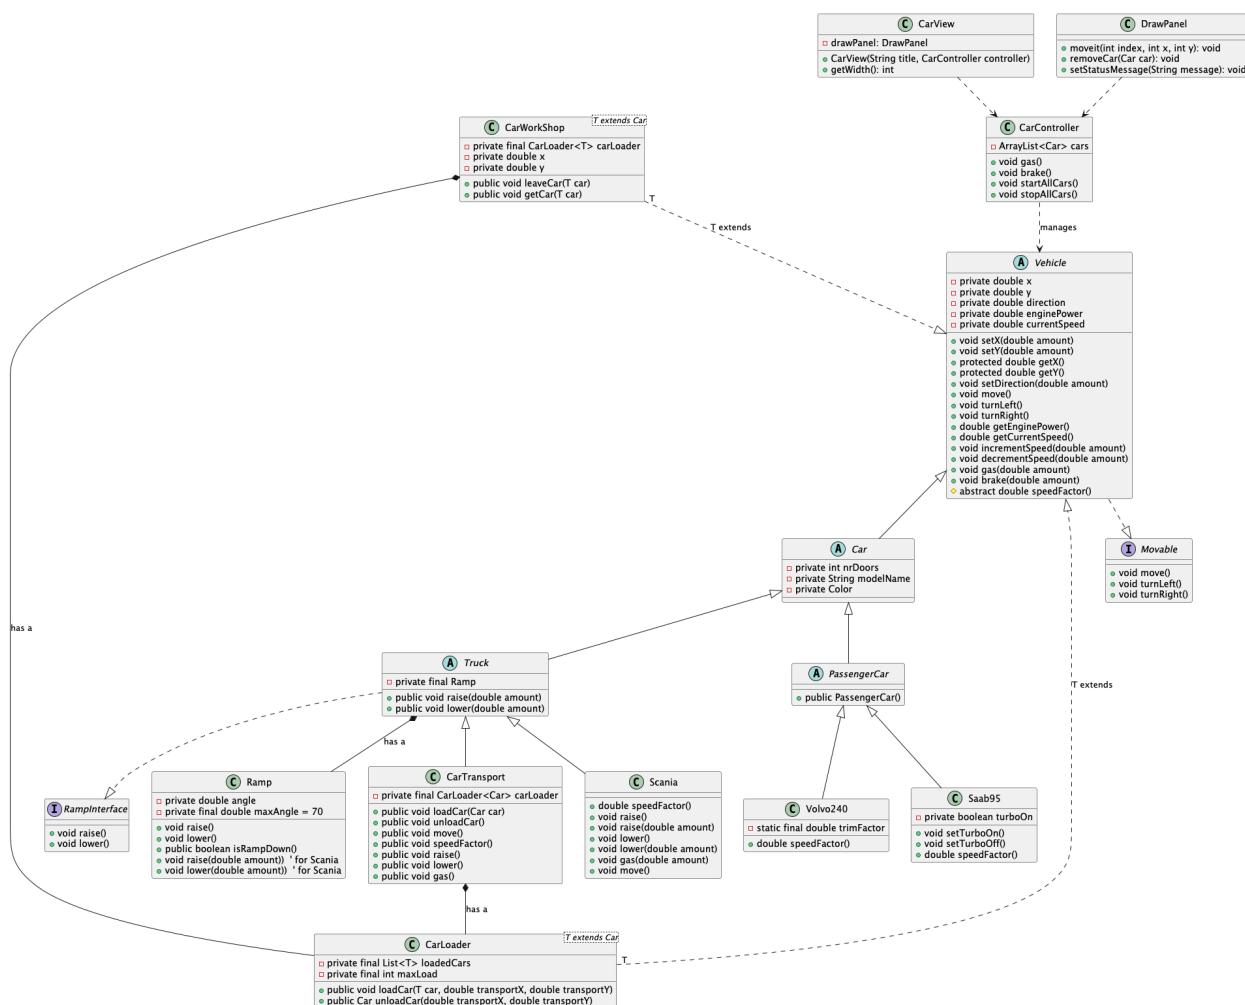 C CarView
drawPanel: DrawPanel
CarView(String title, CarController controller)
getWidth(): int
C DrawPanel
moveit(int index, int x, int y): void
removeCar(Car car): void
setStatusMessage(String message): void
C CarWorkShop
T extends Car
private final CarLoader<T> carLoader
private double x
private double y
public void leaveCar(T car)
public void getCar(T car)
C CarController
ArrayList<Car> cars
void gas()
void brake()
void startAllCars()
void stopAllCars()
T
T extends
manages
A Vehicle
private double x
private double y
private double direction
private double enginePower
private double currentSpeed
void setX(double amount)
void setY(double amount)
protected double getX()
protected double getY()
void setDirection(double amount)
void move()
void turnLeft()
void turnRight()
double getEnginePower()
double getCurrentSpeed()
void incrementSpeed(double amount)
void decrementSpeed(double amount)
void gas(double amount)
void brake(double amount)
abstract double speedFactor()
A Car
private int nrDoors
private String modelName
private Color
I Movable
void move()
void turnLeft()
void turnRight()
has a
A Truck
private final Ramp
public void raise(double amount)
public void lower(double amount)
A PassengerCar
public PassengerCar()
T extends
has a
I RampInterface
void raise()
void lower()
C Ramp
private double angle
private final double maxAngle = 70
void raise()
void lower()
public boolean isRampDown()
void raise(double amount)) ' for Scania
void lower(double amount)) ' for Scania
C CarTransport
private final CarLoader<Car> carLoader
public void loadCar(Car car)
public void unloadCar()
public void move()
public void speedFactor()
public void raise()
public void lower()
public void gas()
C Scania
double speedFactor()
void raise()
void raise(double amount)
void lower()
void lower(double amount)
void gas(double amount)
void move()
C Volvo240
static final double trimFactor
double speedFactor()
C Saab95
private boolean turboOn
void setTurboOn()
void setTurboOff()
double speedFactor()
has a
C CarLoader
T extends Car
private final List<T> loadedCars
private final int maxLoad
public void loadCar(T car, double transportX, double transportY)
public Car unloadCar(double transportX, double transportY)
T